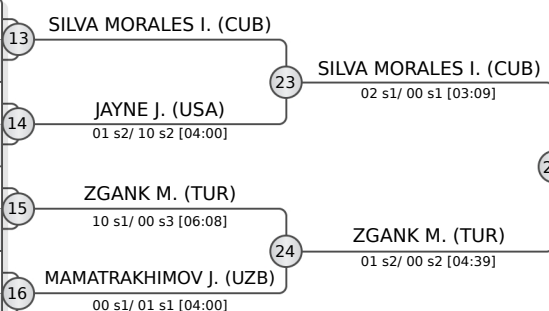 SILVA MORALES I. (CUB)
13
23
SILVA MORALES I. (CUB)
02 s1/ 00 s1 [03:09]
JAYNE J. (USA)
14
01 s2/ 10 s2 [04:00]
ZGANK M. (TUR)
15
10 s1/ 00 s3 [06:08]
24
ZGANK M. (TUR)
01 s2/ 00 s2 [04:39]
MAMATRAKHIMOV J. (UZB)
16
00 s1/ 01 s1 [04:00]